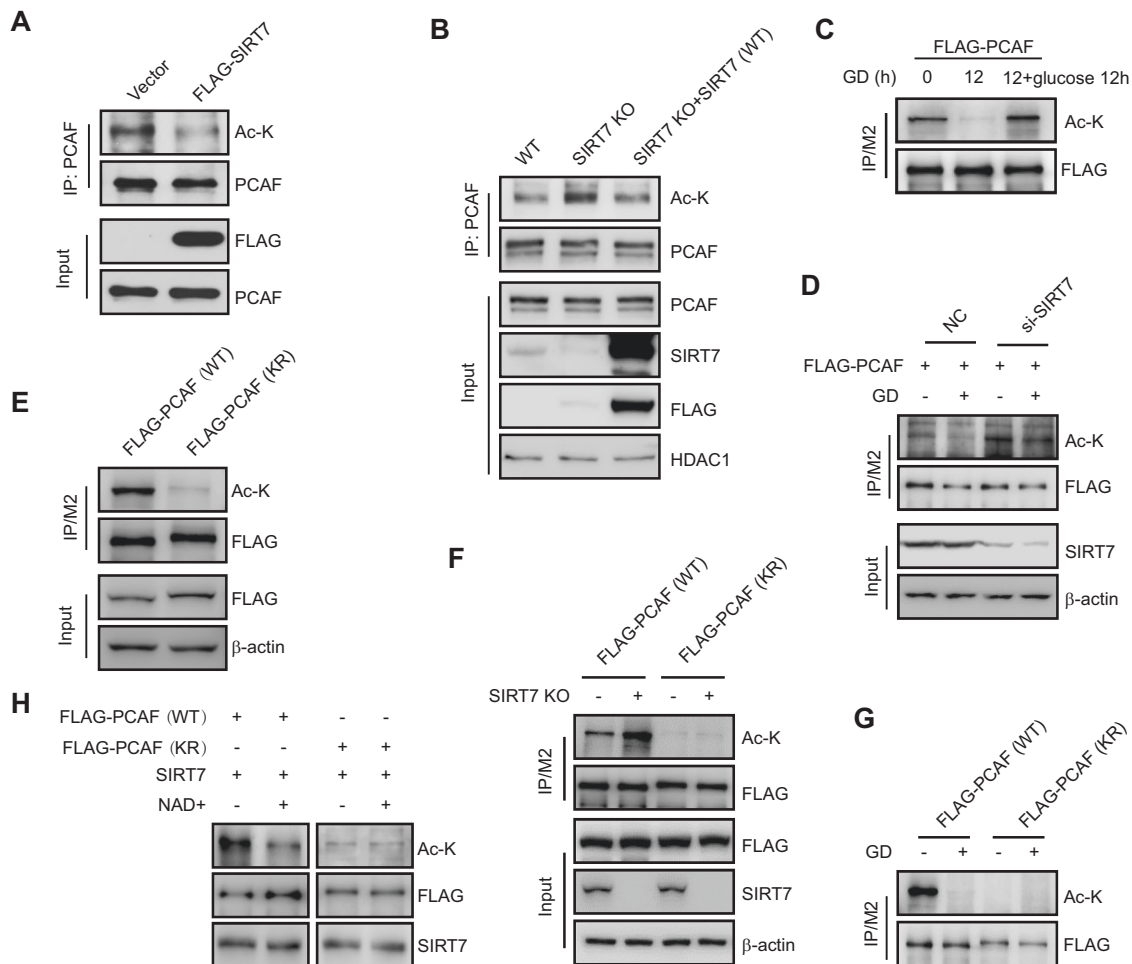 A
Vector
FLAG-SIRT7
IP: PCAF
Ac-K
PCAF
Input
FLAG
PCAF
B
WT
SIRT7 KO
SIRT7 KO+SIRT7 (WT)
IP: PCAF
Ac-K
PCAF
Input
PCAF
SIRT7
FLAG
HDAC1
C
FLAG-PCAF
GD (h) 0 12 12+glucose 12h
IP/M2
Ac-K
FLAG
D
NC
si-SIRT7
FLAG-PCAF + + + +
GD - + - +
IP/M2
Ac-K
FLAG
Input
SIRT7
β-actin
E
FLAG-PCAF (WT)
FLAG-PCAF (KR)
IP/M2
Ac-K
FLAG
Input
FLAG
β-actin
F
FLAG-PCAF (WT)
FLAG-PCAF (KR)
SIRT7 KO - + - +
IP/M2
Ac-K
FLAG
Input
FLAG
SIRT7
β-actin
G
FLAG-PCAF (WT)
FLAG-PCAF (KR)
GD - + - +
IP/M2
Ac-K
FLAG
H
FLAG-PCAF (WT) + + - -
FLAG-PCAF (KR) - - + +
SIRT7 + + + +
NAD+ - + - +
Ac-K
FLAG
SIRT7